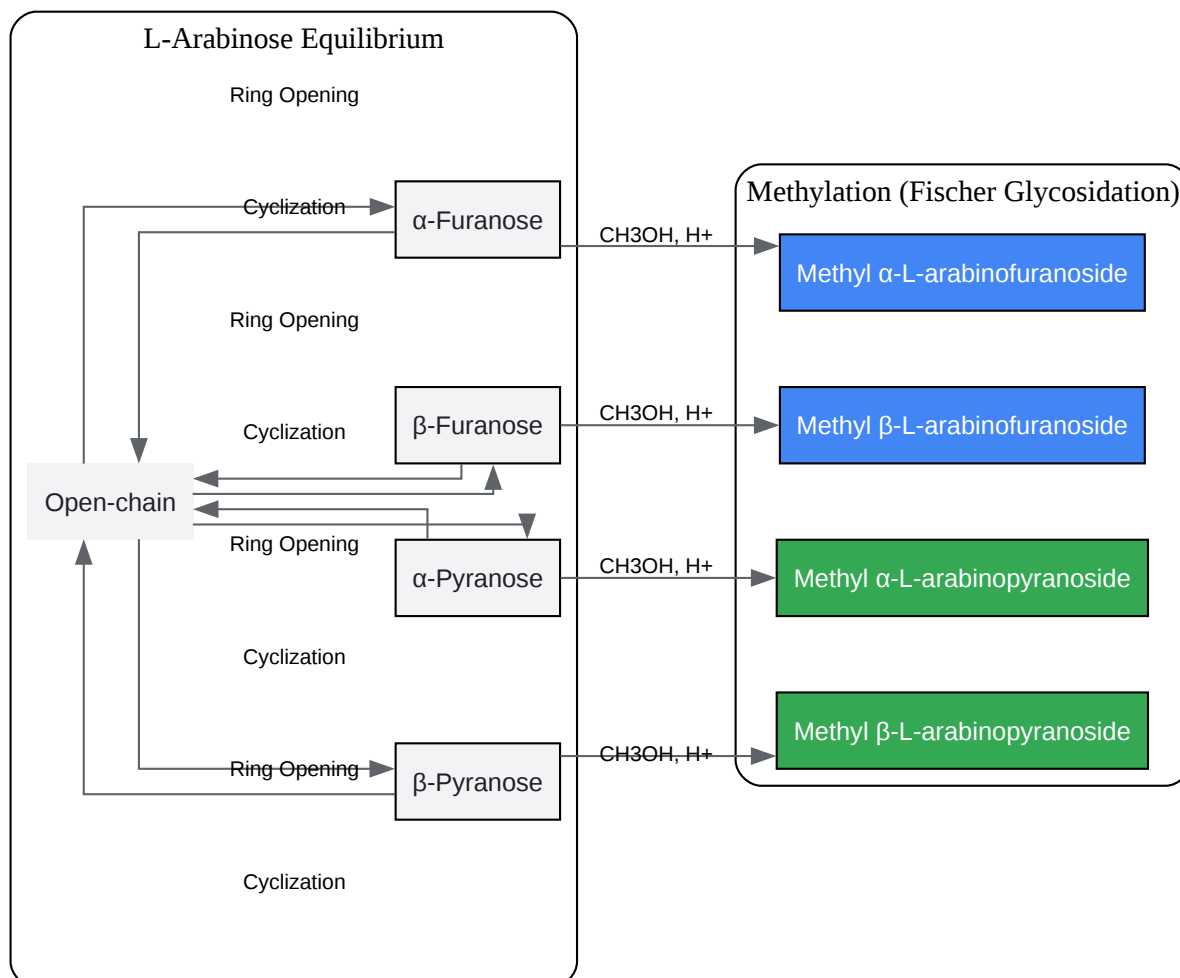 L-Arabinose Equilibrium
Ring Opening
Methylation (Fischer Glycosidation)
Cyclization
α-Furanose
CH3OH, H+
Methyl α-L-arabinofuranoside
Ring Opening
β-Furanose
CH3OH, H+
Methyl β-L-arabinofuranoside
Cyclization
Open-chain
Ring Opening
α-Pyranose
CH3OH, H+
Methyl α-L-arabinopyranoside
Cyclization
Methyl β-L-arabinopyranoside
Ring Opening
β-Pyranose
CH3OH, H+
Cyclization